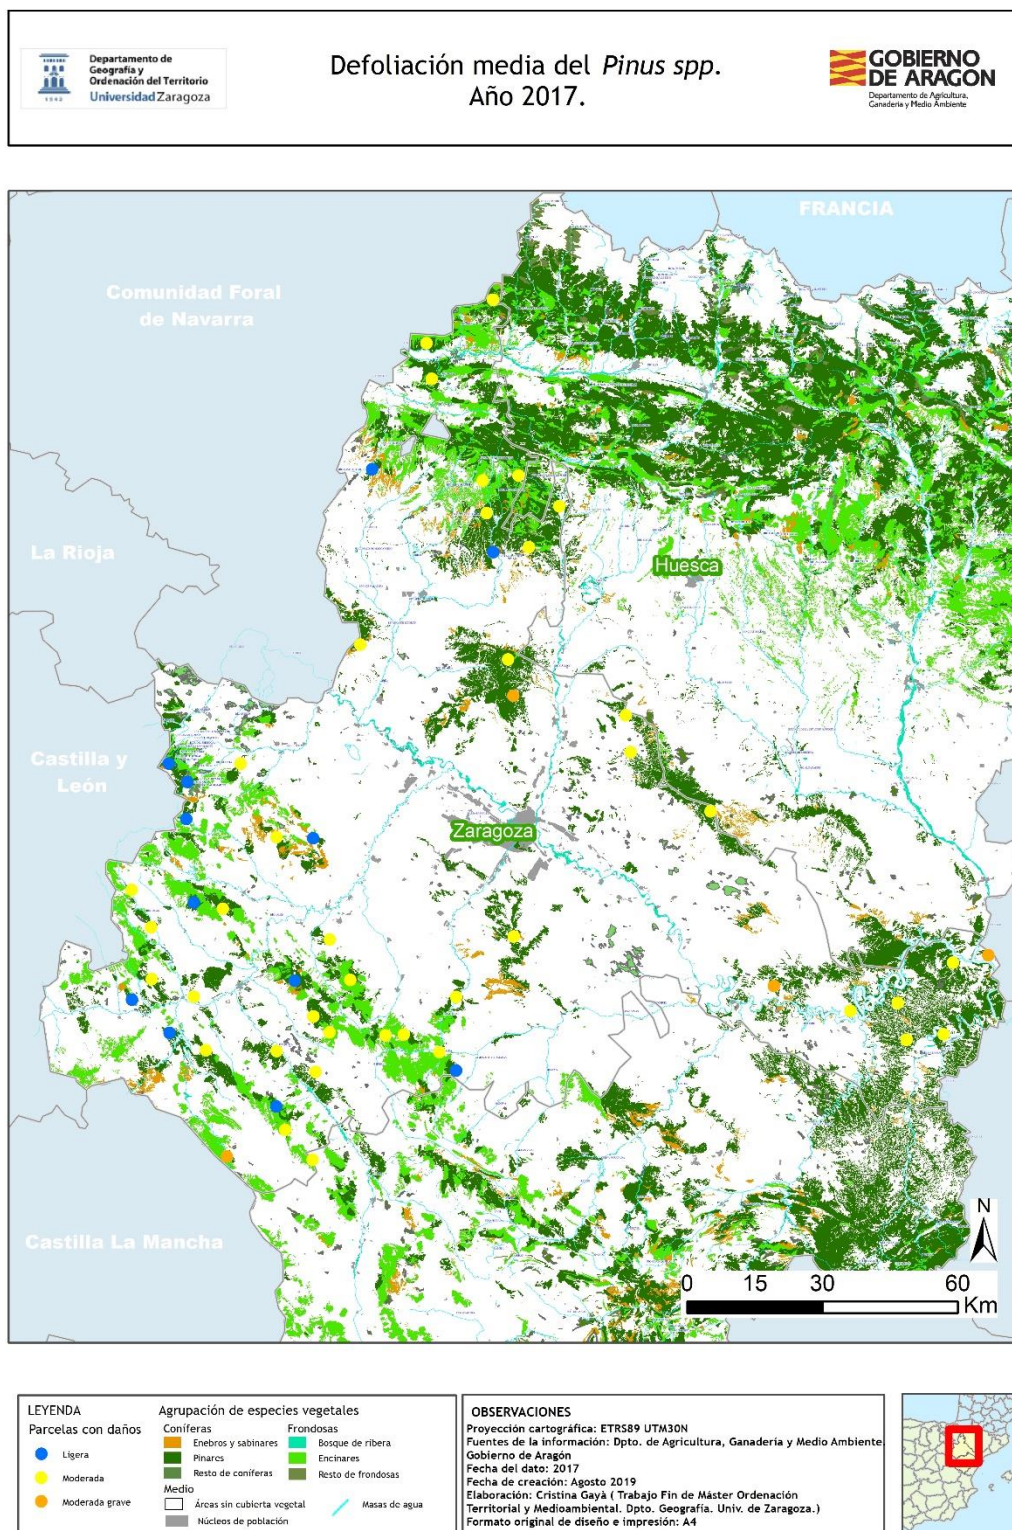 Departamento de
Geografía y
Ordenación del Territorio
Universidad Zaragoza
1542
Defoliación media del Pinus spp.
Año 2017.
GOBIERNO
DE ARAGON
Departamento de Agricultura,
Ganadería y Medio Ambiente
FRANCIA
Comunidad Foral
de Navarra
La Rioja
Huesca
Castilla y
León
Zaragoza
Castilla La Mancha
N
0 15 30 60
Km
LEYENDA
Parcelas con daños
Ligera
Moderada
Moderada grave
Agrupación de especies vegetales
Coníferas
Enebros y sabinares
Pinares
Resto de coníferas
Frondosas
Bosque de ribera
Encinares
Resto de frondosas
Medio
Áreas sin cubierta vegetal
Masas de agua
Núcleos de población
OBSERVACIONES
Proyección cartográfica: ETRS89 UTM30N
Fuentes de la información: Dpto. de Agricultura, Ganadería y Medio Ambiente.
Gobierno de Aragón
Fecha del dato: 2017
Fecha de creación: Agosto 2019
Elaboración: Cristina Gayà ( Trabajo Fin de Máster Ordenación
Territorial y Medioambiental. Dpto. Geografía. Univ. de Zaragoza.)
Formato original de diseño e impresión: A4